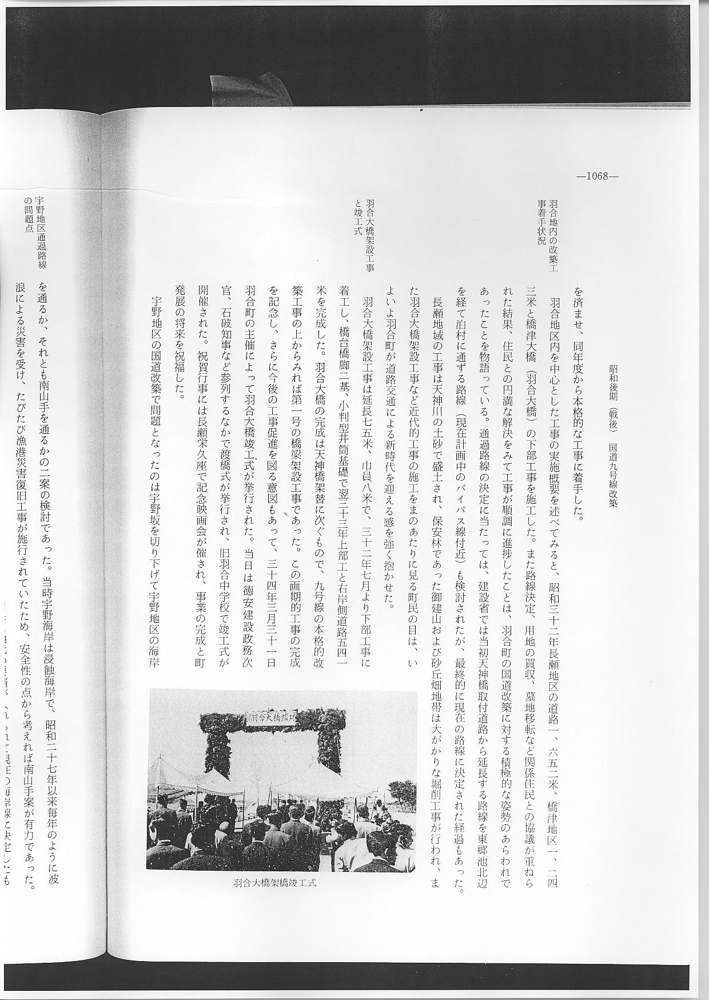 —1068—
昭和後期（戦後）　国道九号線改築
羽合地内の改築工
事着手状況
を済ませ、同年度から本格的な工事に着手した。
羽合地区内を中心とした工事の実施概要を述べてみると、昭和三十二年長瀬地区の道路一、六五二米、橋津地区一、二四
三米と橋津大橋（羽合大橋）の下部工事を施工した。また路線決定、用地の買収、墓地移転など関係住民との協議が重ねら
れた結果、住民との円満な解決をみて工事が順調に進捗したことは、羽合町の国道改築に対する積極的な姿勢のあらわれで
あったことを物語っている。通過路線の決定に当たっては、建設省では当初天神橋取付道路から延長する路線を東郷池北辺
を経て泊村に通ずる路線（現在計画中のバイパス線付近）も検討されたが、最終的に現在の路線に決定された経過もあった。
長瀬地域の工事は天神川の土砂で盛土され、保安林であった御建山および砂丘畑地帯は大がかりな堀削工事が行われ、ま
た羽合大橋架設工事など近代的工事の施工をまのあたりに見る町民の目は、い
よいよ羽合町が道路交通による新時代を迎える感を強く抱かせた。
羽合大橋架設工事
と竣工式
羽合大橋架設工事は延長七五米、巾員八米で、三十二年七月より下部工事に
着工し、橋台橋脚二基、小判型井筒基礎で翌三十三年上部工と右岸側道路五四一
米を完成した。羽合大橋の完成は天神橋架替に次ぐもので、九号線の本格的改
築工事の上からみれば第一号の橋梁架設工事であった。この画期的工事の完成
を記念し、さらに今後の工事促進を図る意図もあって、三十四年三月三十一日
羽合町の主催によって羽合大橋竣工式が挙行された。当日は徳安建設政務次
官、石破知事など参列するなかで渡橋式が挙行され、旧羽合中学校で竣工式が
開催された。祝賀行事には長瀬栄久座で記念映画会が催され、事業の完成と町
発展の将来を祝福した。
宇野地区の国道改築で問題となったのは宇野坂を切り下げて宇野地区の海岸
羽合大橋竣功
羽合大橋架橋竣工式
宇野地区通過路線
の問題点
を通るか、それとも南山手を通るかの二案の検討であった。当時宇野海岸は浸蝕海岸で、昭和二十七年以来毎年のように波
浪による災害を受け、たびたび漁港災害復旧工事が施行されていたため、安全性の点から考えれば南山手案が有力であった。